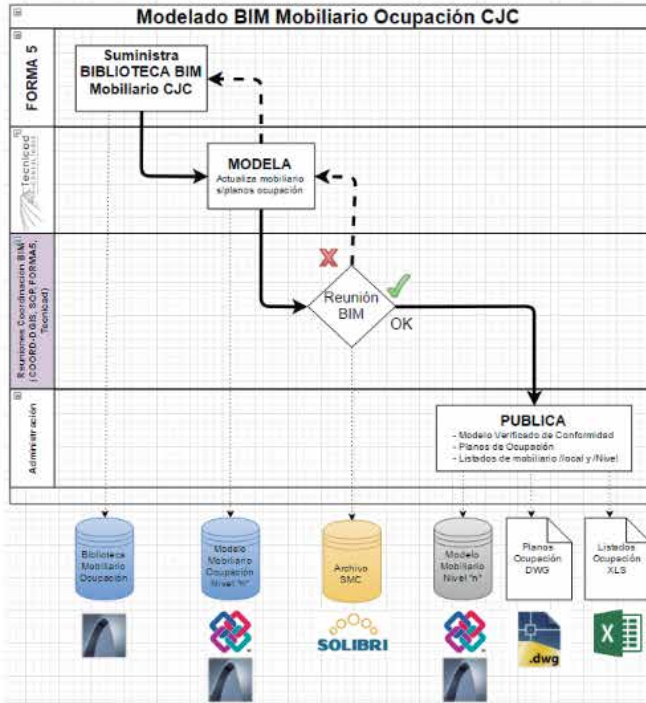 Modelado BIM Mobiliario Ocupación CJC
FORMA 5
Suministra
BIBLIOTECA BIM
Mobiliario CJC
Tecnicad
MODELA
Actualiza mobiliario
s/planos ocupación
Reuniones Coordinación BIM
(COORD-DGIS, SOP, FORMA5,
Tecnicad)
Reunión
BIM
OK
Administración
PUBLICA
- Modelo Verificado de Conformidad
- Planos de Ocupación
- Listados de mobiliario /local y /Nivel
Biblioteca
Mobiliario
Ocupación
Modelo
Mobiliario
Ocupación
Nivel "n"
Archivo
SMC
Modelo
Mobiliario
Nivel "n"
Planos
Ocupación
DWG
Listados
Ocupación
XLS
SOLIBRI
.dwg
X